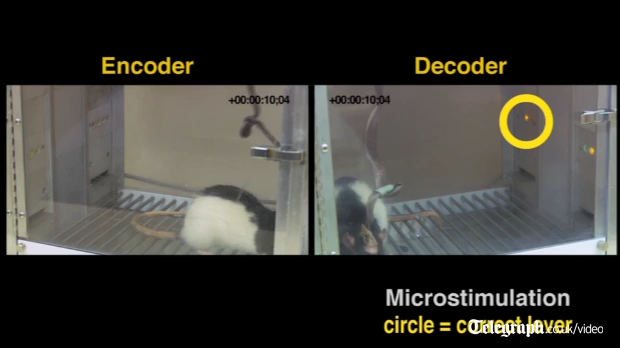 Encoder
Decoder
+00:00:10;04
+00:00:10;04
Microstimulation
circle = correct lever
Telegraph.co.uk/video